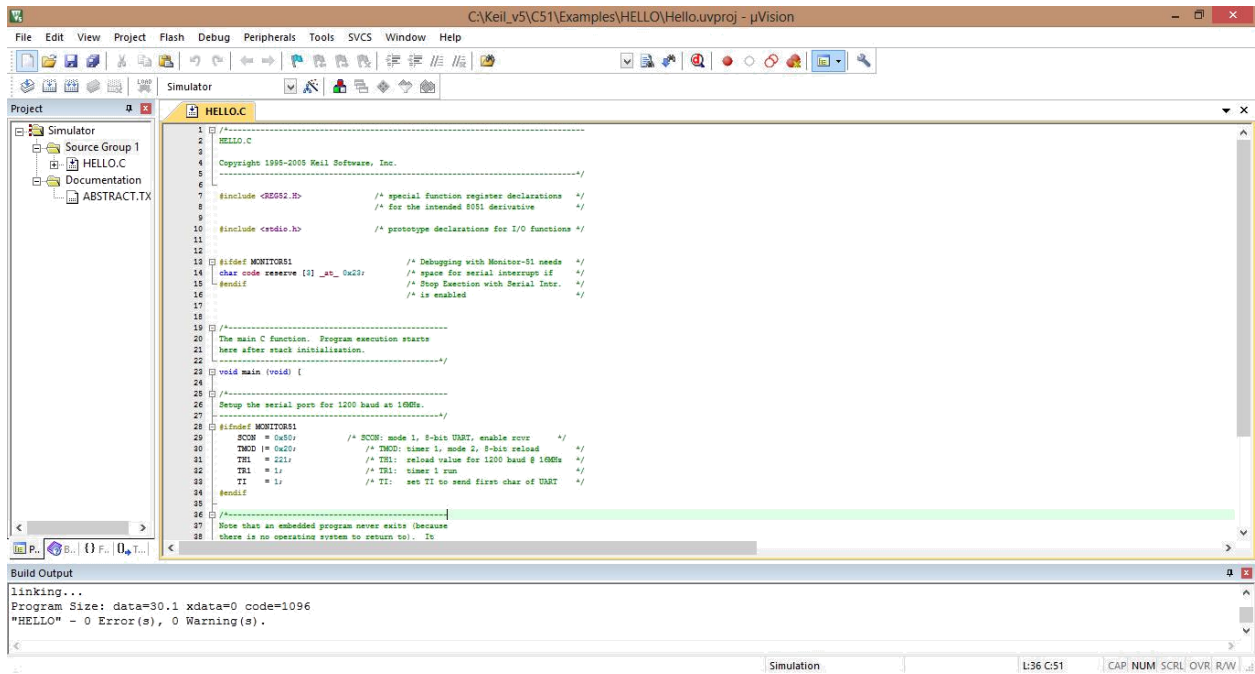 C:\Keil_v5\C51\Examples\HELLO\Hello.uvproj - µVision
File Edit View Project Flash Debug Peripherals Tools SVCS Window Help
LOAD Simulator
Project
HELLO.C
Simulator
Source Group 1
HELLO.C
Documentation
ABSTRACT.TX
1 /*------------------------------------------------------------------------------
2 HELLO.C
3
4 Copyright 1995-2005 Keil Software, Inc.
5 ------------------------------------------------------------------------------*/
6
7 #include <REG52.H> /* special function register declarations */
8 /* for the intended 8051 derivative */
9
10 #include <stdio.h> /* prototype declarations for I/O functions */
11
12
13 #ifdef MONITOR51 /* Debugging with Monitor-51 needs */
14 char code reserve [3] _at_ 0x23; /* space for serial interrupt if */
15 #endif /* Stop Exection with Serial Intr. */
16 /* is enabled */
17
18
19 /*------------------------------------------------
20 The main C function. Program execution starts
21 here after stack initialization.
22 ------------------------------------------------*/
23 void main (void) {
24
25 /*------------------------------------------------
26 Setup the serial port for 1200 baud at 16MHz.
27 ------------------------------------------------*/
28 #ifndef MONITOR51
29 SCON = 0x50; /* SCON: mode 1, 8-bit UART, enable rcvr */
30 TMOD |= 0x20; /* TMOD: timer 1, mode 2, 8-bit reload */
31 TH1 = 221; /* TH1: reload value for 1200 baud @ 16MHz */
32 TR1 = 1; /* TR1: timer 1 run */
33 TI = 1; /* TI: set TI to send first char of UART */
34 #endif
35
36 /*------------------------------------------------
37 Note that an embedded program never exits (because
38 there is no operating system to return to). It
P... B... {} F... 0. T...
Build Output
linking...
Program Size: data=30.1 xdata=0 code=1096
"HELLO" - 0 Error(s), 0 Warning(s).
Simulation L:36 C:51 CAP NUM SCRL OVR R/W